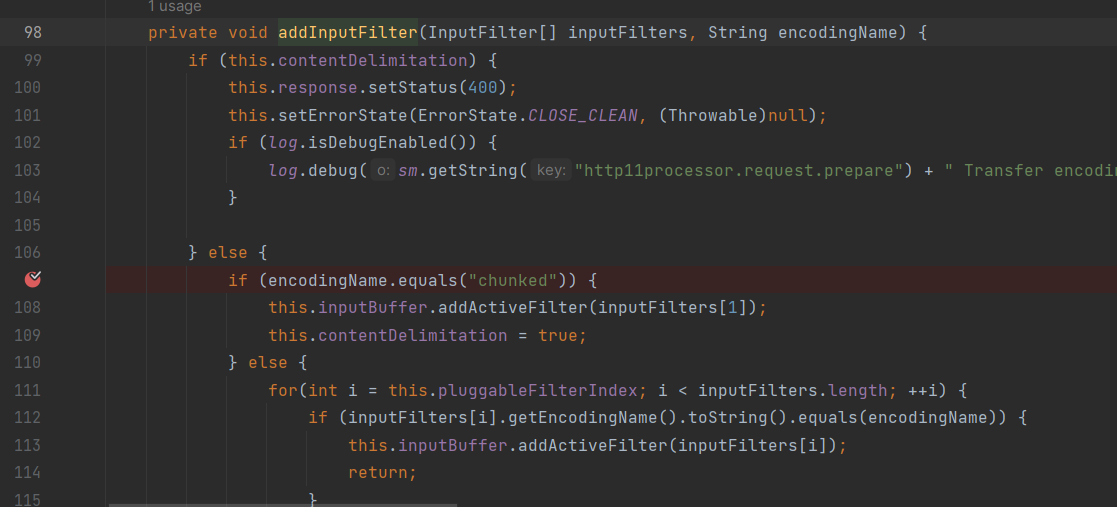 1 usage
98 private void addInputFilter(InputFilter[] inputFilters, String encodingName) {
99 if (this.contentDelimitation) {
100 this.response.setStatus(400);
101 this.setErrorState(ErrorState.CLOSE_CLEAN, (Throwable)null);
102 if (log.isDebugEnabled()) {
103 log.debug( o: sm.getString( key: "http11processor.request.prepare") + " Transfer encodin
104 }
105
106 } else {
if (encodingName.equals("chunked")) {
108 this.inputBuffer.addActiveFilter(inputFilters[1]);
109 this.contentDelimitation = true;
110 } else {
111 for(int i = this.pluggableFilterIndex; i < inputFilters.length; ++i) {
112 if (inputFilters[i].getEncodingName().toString().equals(encodingName)) {
113 this.inputBuffer.addActiveFilter(inputFilters[i]);
114 return;
115 }